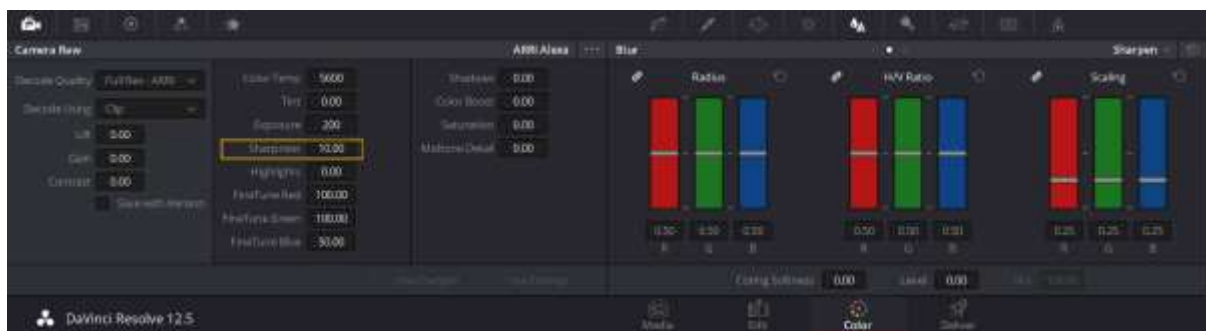 Camera Raw
ARRI Alexa
Decode Quality Full Res - ARRI
Decode Using Clip
Lift 0.00
Gain 0.00
Contrast 0.00
Color Temp 5600
Tint 0.00
Exposure 200
Sharpness 10.00
Highlights 0.00
FineTune Red 100.00
FineTune Green 100.00
FineTune Blue 50.00
Shadows 0.00
Color Boost 0.00
Saturation 0.00
Midtone Detail 0.00
Blur
Sharpen
Radius
H/V Ratio
Scaling
0.50 0.50 0.50
R G B
0.50 0.50 0.50
R G B
0.25 0.25 0.25
R G B
Coring Softness 0.00 Level 0.00
DaVinci Resolve 12.5
Media
Edit
Color
Deliver